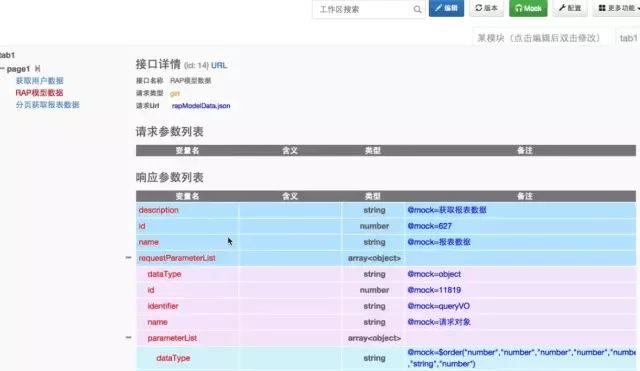 工作区搜索
编辑
版本
Mock
配置
更多功能
某模块（点击编辑后双击修改）
tab1
tab1
page1
获取用户数据
RAP模型数据
分页获取报表数据
接口详情 (id: 14) URL
接口名称 RAP模型数据
请求类型 get
请求Url rapModelData.json
请求参数列表
变量名 含义 类型 备注
响应参数列表
变量名 含义 类型 备注
description string @mock=获取报表数据
id number @mock=627
name string @mock=报表数据
requestParameterList array<object>
dataType string @mock=object
id number @mock=11819
identifier string @mock=queryVO
name string @mock=请求对象
parameterList array<object>
dataType string @mock=$order("number","number","number","number","numbe
,"string","number")